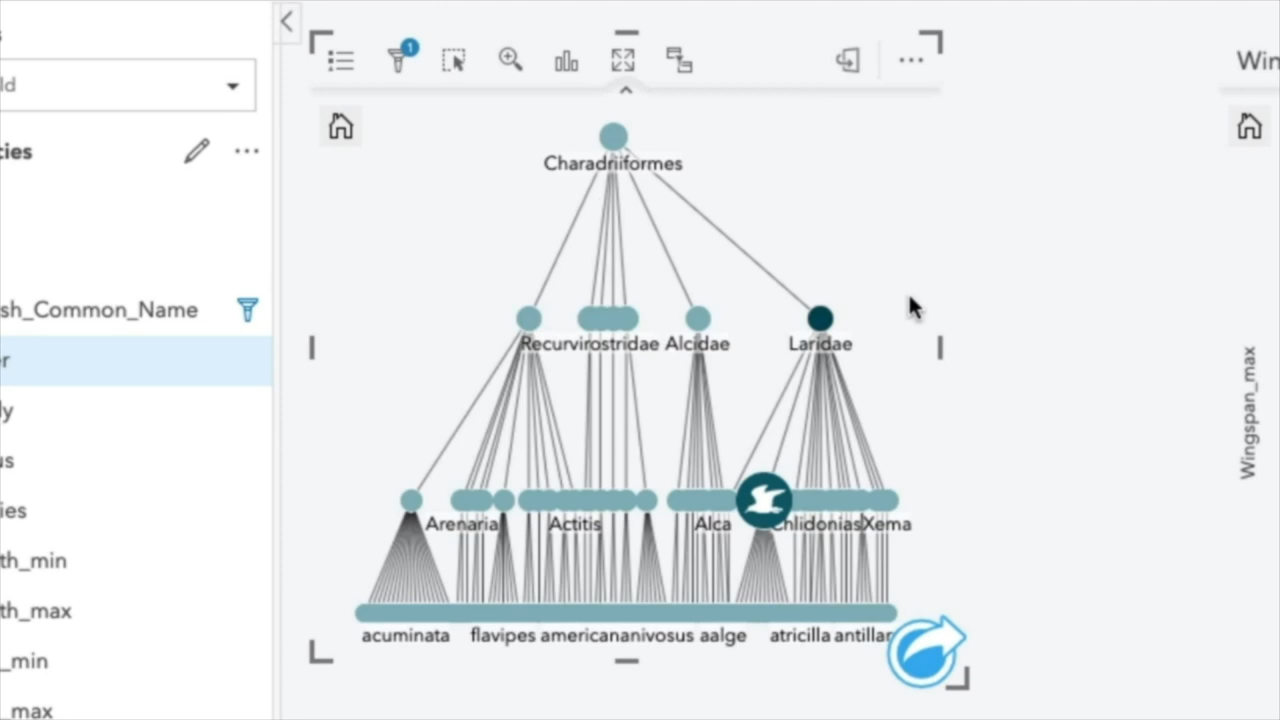 s
ld
cies
sh_Common_Name
er
ly
us
ies
th_min
th_max
_min
_max
1
Charadriiformes
Recurvirostridae Alcidae Laridae
Arenaria Actitis Alca Chlidonias Xema
acuminata flavipes americana nivosus aalge atricilla antillar
Win
Wingspan_max